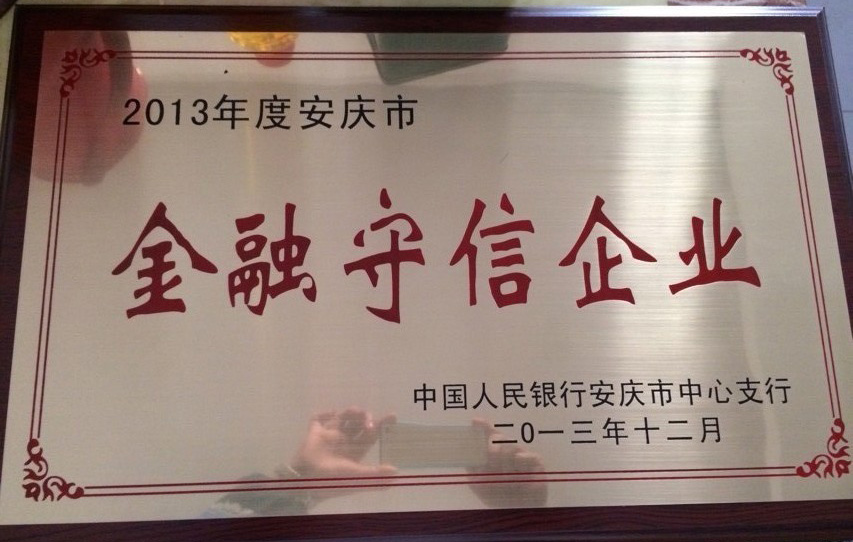 2013年度安庆市
金融守信企业
中国人民银行安庆市中心支行
二0一三年十二月